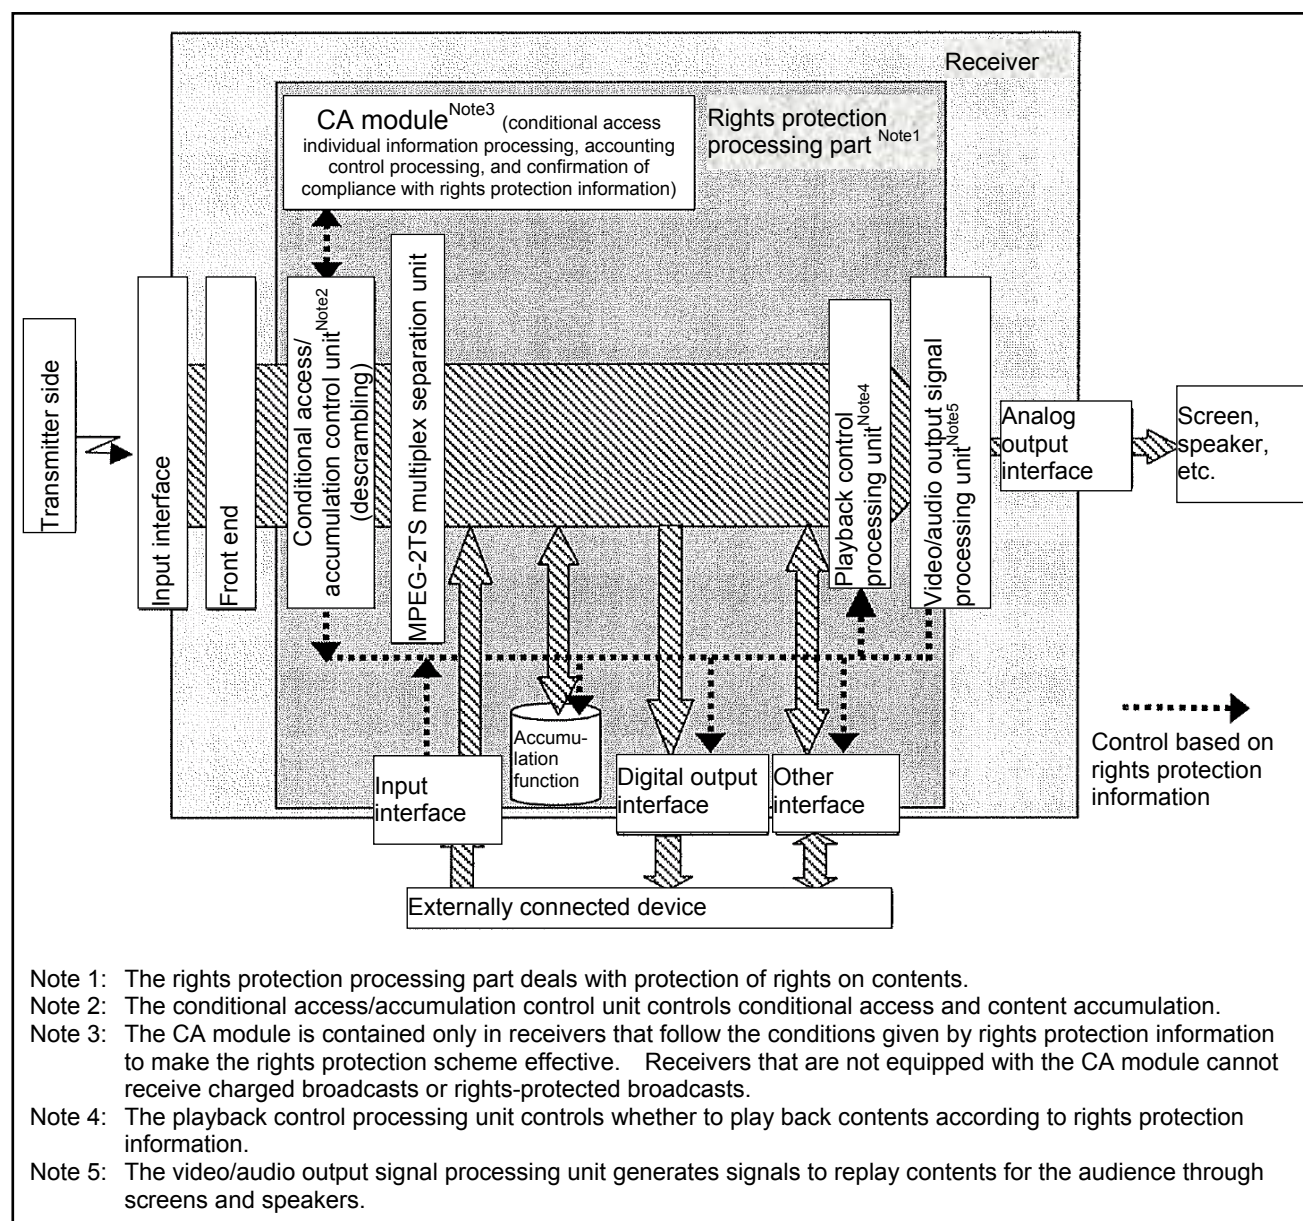 Receiver
CA moduleNote3 (conditional access
individual information processing, accounting
control processing, and confirmation of
compliance with rights protection information)
Rights protection
processing part Note1
Transmitter side
Input interface
Front end
Conditional access/
accumulation control unitNote2
(descrambling)
MPEG-2TS multiplex separation unit
Playback control
processing unitNote4
Video/audio output signal
processing unitNote5
Analog
output
interface
Screen,
speaker,
etc.
Input
interface
Accumu-
lation
function
Digital output
interface
Other
interface
Control based on
rights protection
information
Externally connected device
Note 1: The rights protection processing part deals with protection of rights on contents.
Note 2: The conditional access/accumulation control unit controls conditional access and content accumulation.
Note 3: The CA module is contained only in receivers that follow the conditions given by rights protection information
to make the rights protection scheme effective. Receivers that are not equipped with the CA module cannot
receive charged broadcasts or rights-protected broadcasts.
Note 4: The playback control processing unit controls whether to play back contents according to rights protection
information.
Note 5: The video/audio output signal processing unit generates signals to replay contents for the audience through
screens and speakers.